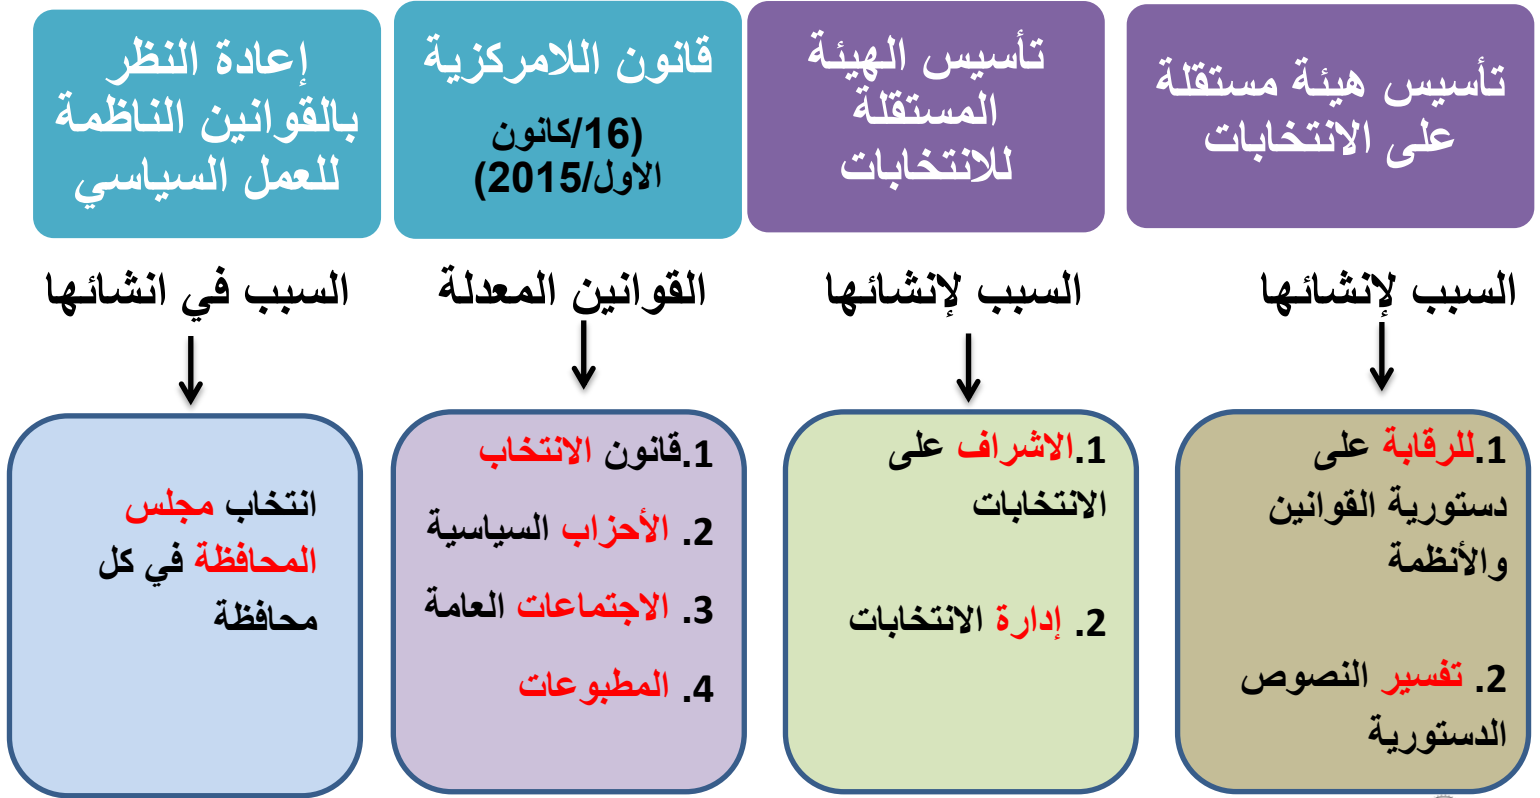 تأسيس هيئة مستقلة
على الانتخابات
السبب لإنشائها
1.للرقابة على
دستورية القوانين
والأنظمة
2. تفسير النصوص
الدستورية
تأسيس الهيئة
المستقلة
للانتخابات
السبب لإنشائها
1.الاشراف على
الانتخابات
2. إدارة الانتخابات
قانون اللامركزية
(16/كانون
الاول/2015)
القوانين المعدلة
1.قانون الانتخاب
2. الأحزاب السياسية
3. الاجتماعات العامة
4. المطبوعات
إعادة النظر
بالقوانين الناظمة
للعمل السياسي
السبب في انشائها
انتخاب مجلس
المحافظة في كل
محافظة